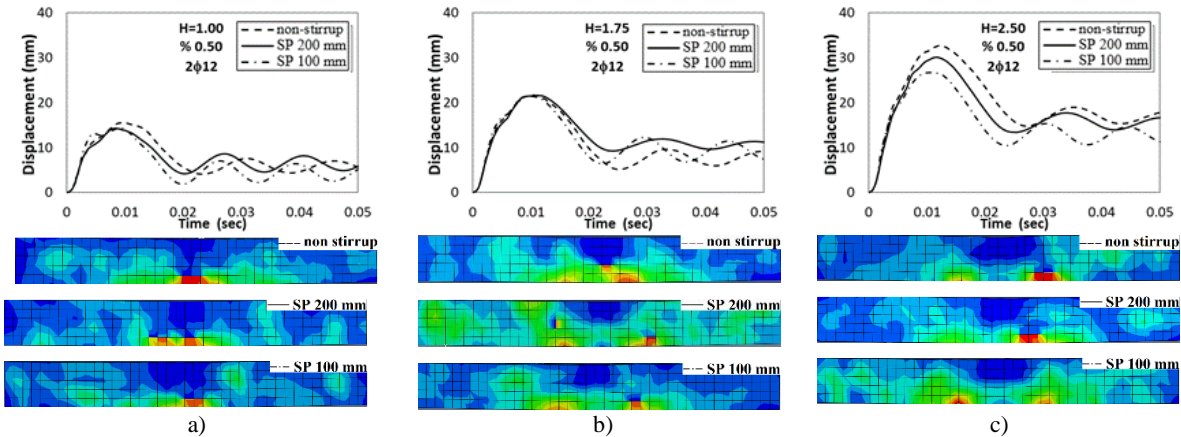 Displacement (mm)
40
30
20
10
0
H=1.00
% 0.50
2ϕ12
non-stirrup
SP 200 mm
SP 100 mm
0 0.01 0.02 0.03 0.04 0.05
Time (sec)
non stirrup
SP 200 mm
SP 100 mm
a)
Displacement (mm)
40
30
20
10
0
H=1.75
% 0.50
2ϕ12
non-stirrup
SP 200 mm
SP 100 mm
0 0.01 0.02 0.03 0.04 0.05
Time (sec)
non stirrup
SP 200 mm
SP 100 mm
b)
Displacement (mm)
40
30
20
10
0
H=2.50
% 0.50
2ϕ12
non-stirrup
SP 200 mm
SP 100 mm
0 0.01 0.02 0.03 0.04 0.05
Time (sec)
non stirrup
SP 200 mm
SP 100 mm
c)